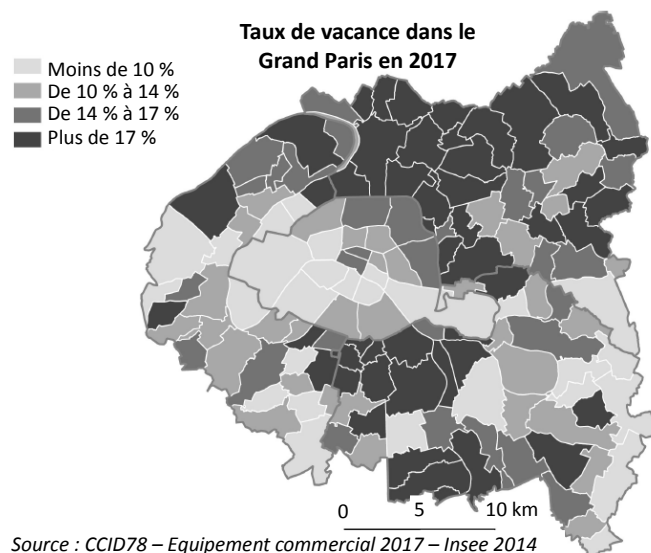 Taux de vacance dans le
Grand Paris en 2017
Moins de 10 %
De 10 % à 14 %
De 14 % à 17 %
Plus de 17 %
0 5 10 km
Source : CCID78 – Equipement commercial 2017 – Insee 2014